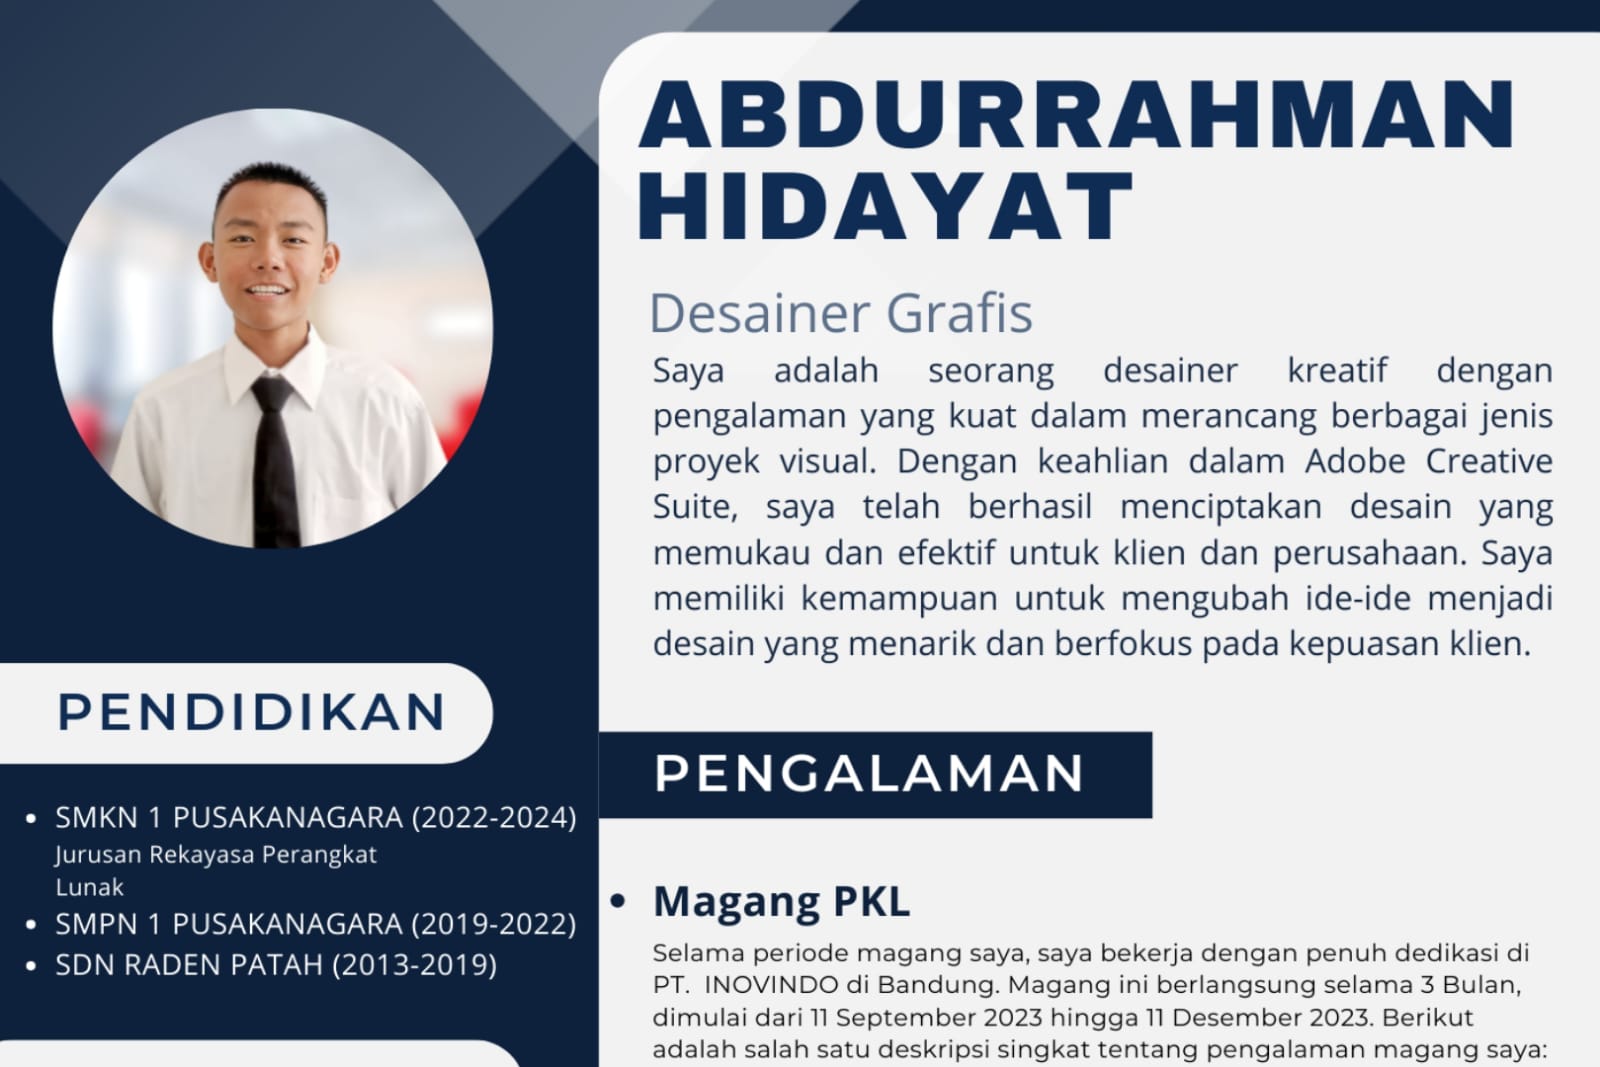 ABDURRAHMAN
HIDAYAT
Desainer Grafis
Saya adalah seorang desainer kreatif dengan
pengalaman yang kuat dalam merancang berbagai jenis
proyek visual. Dengan keahlian dalam Adobe Creative
Suite, saya telah berhasil menciptakan desain yang
memukau dan efektif untuk klien dan perusahaan. Saya
memiliki kemampuan untuk mengubah ide-ide menjadi
desain yang menarik dan berfokus pada kepuasan klien.
PENDIDIKAN
• SMKN 1 PUSAKANAGARA (2022-2024)
Jurusan Rekayasa Perangkat
Lunak
• SMPN 1 PUSAKANAGARA (2019-2022)
• SDN RADEN PATAH (2013-2019)
PENGALAMAN
• Magang PKL
Selama periode magang saya, saya bekerja dengan penuh dedikasi di
PT. INOVINDO di Bandung. Magang ini berlangsung selama 3 Bulan,
dimulai dari 11 September 2023 hingga 11 Desember 2023. Berikut
adalah salah satu deskripsi singkat tentang pengalaman magang saya: